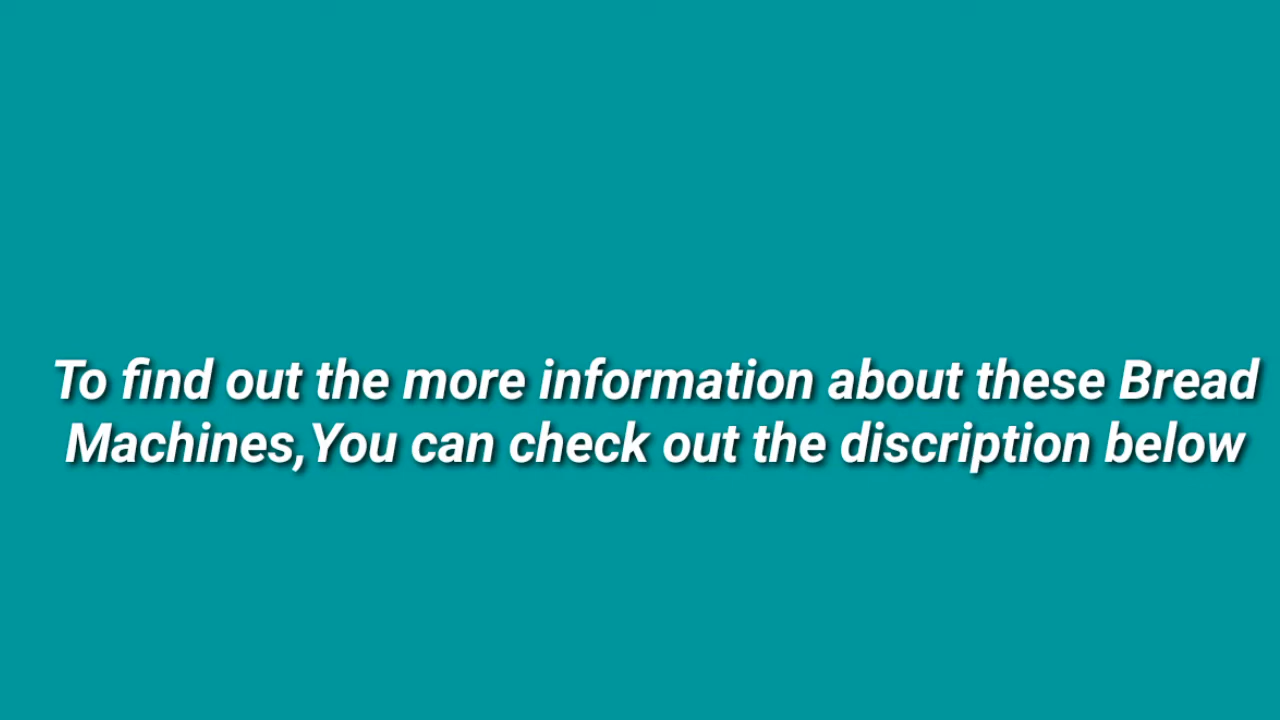 To find out the more information about these Bread
Machines,You can check out the discription below